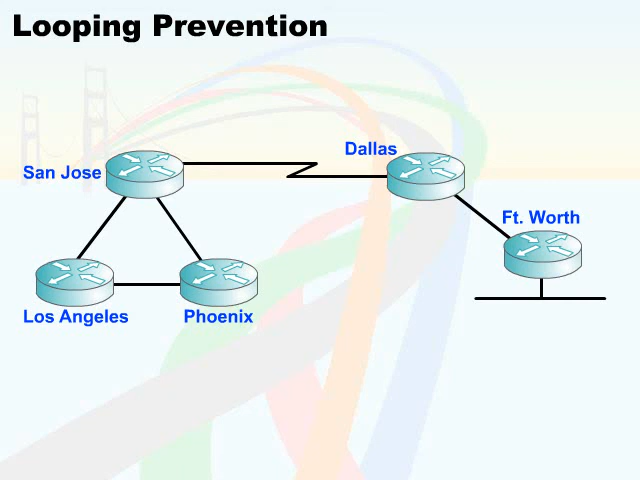 Looping Prevention
Dallas
San Jose
Ft. Worth
Los Angeles
Phoenix